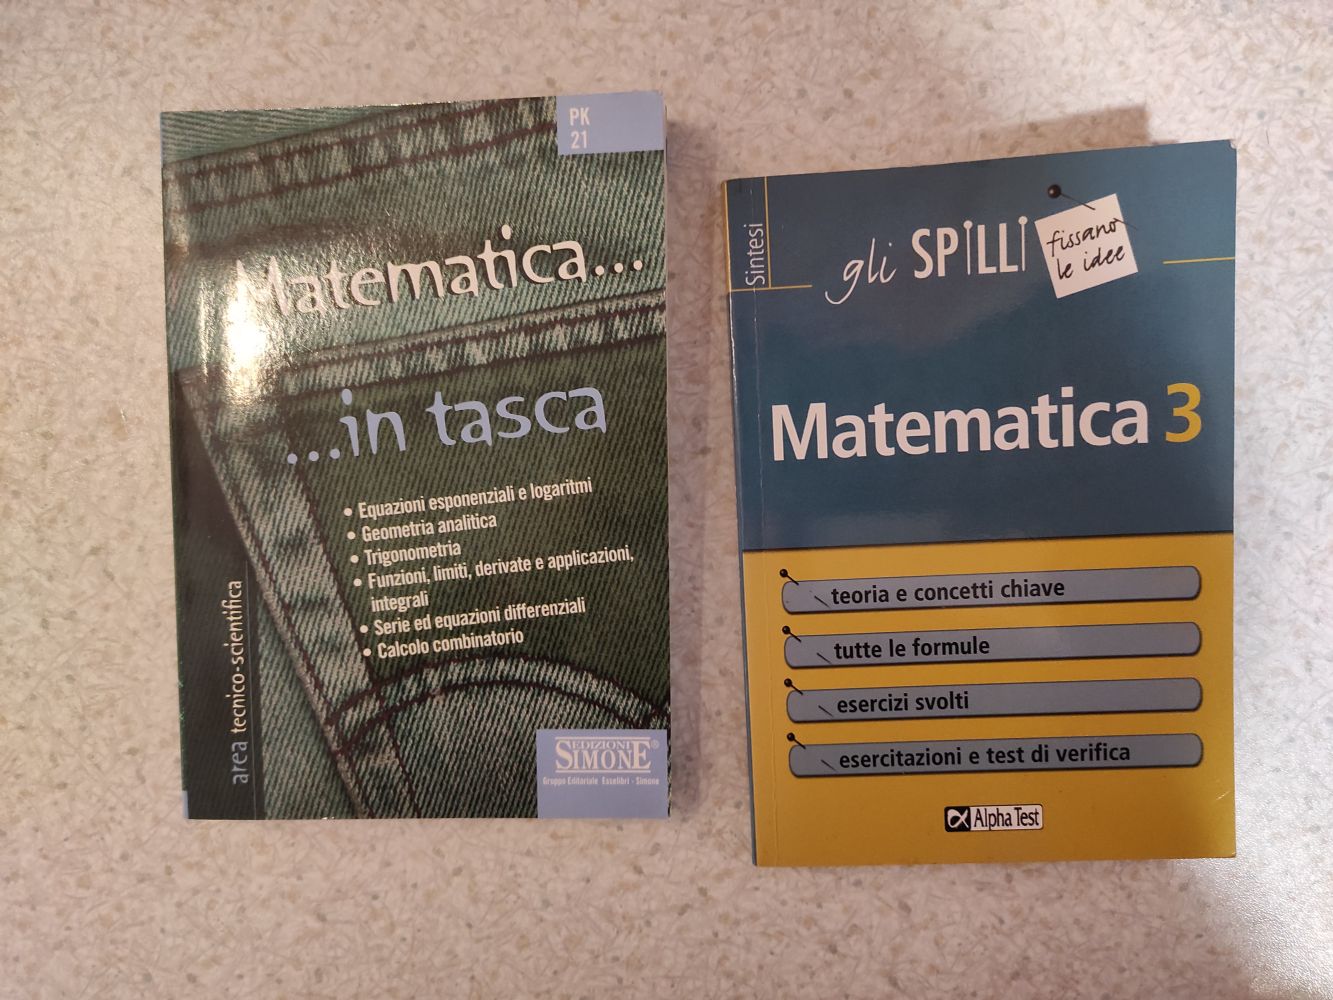 PK
21
Matematica...
...in tasca
• Equazioni esponenziali e logaritmi
• Geometria analitica
• Trigonometria
• Funzioni, limiti, derivate e applicazioni,
integrali
• Serie ed equazioni differenziali
• Calcolo combinatorio
area tecnico-scientifica
EDIZIONI
SIMONE®
Gruppo Editoriale Esselibri - Simone
Sintesi
gli SPILLI
fissano
le idee
Matematica 3
teoria e concetti chiave
tutte le formule
esercizi svolti
esercitazioni e test di verifica
Alpha Test